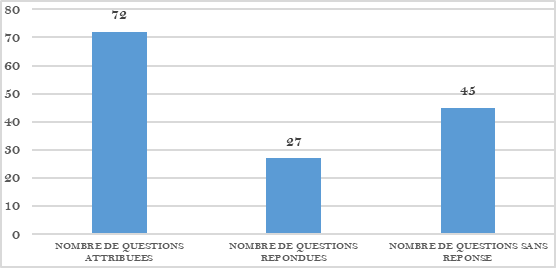 80
70
60
50
40
30
20
10
0
72
27
45
NOMBRE DE QUESTIONS
ATTRIBUEES
NOMBRE DE QUESTIONS
REPONDUES
NOMBRE DE QUESTIONS SANS
REPONSE